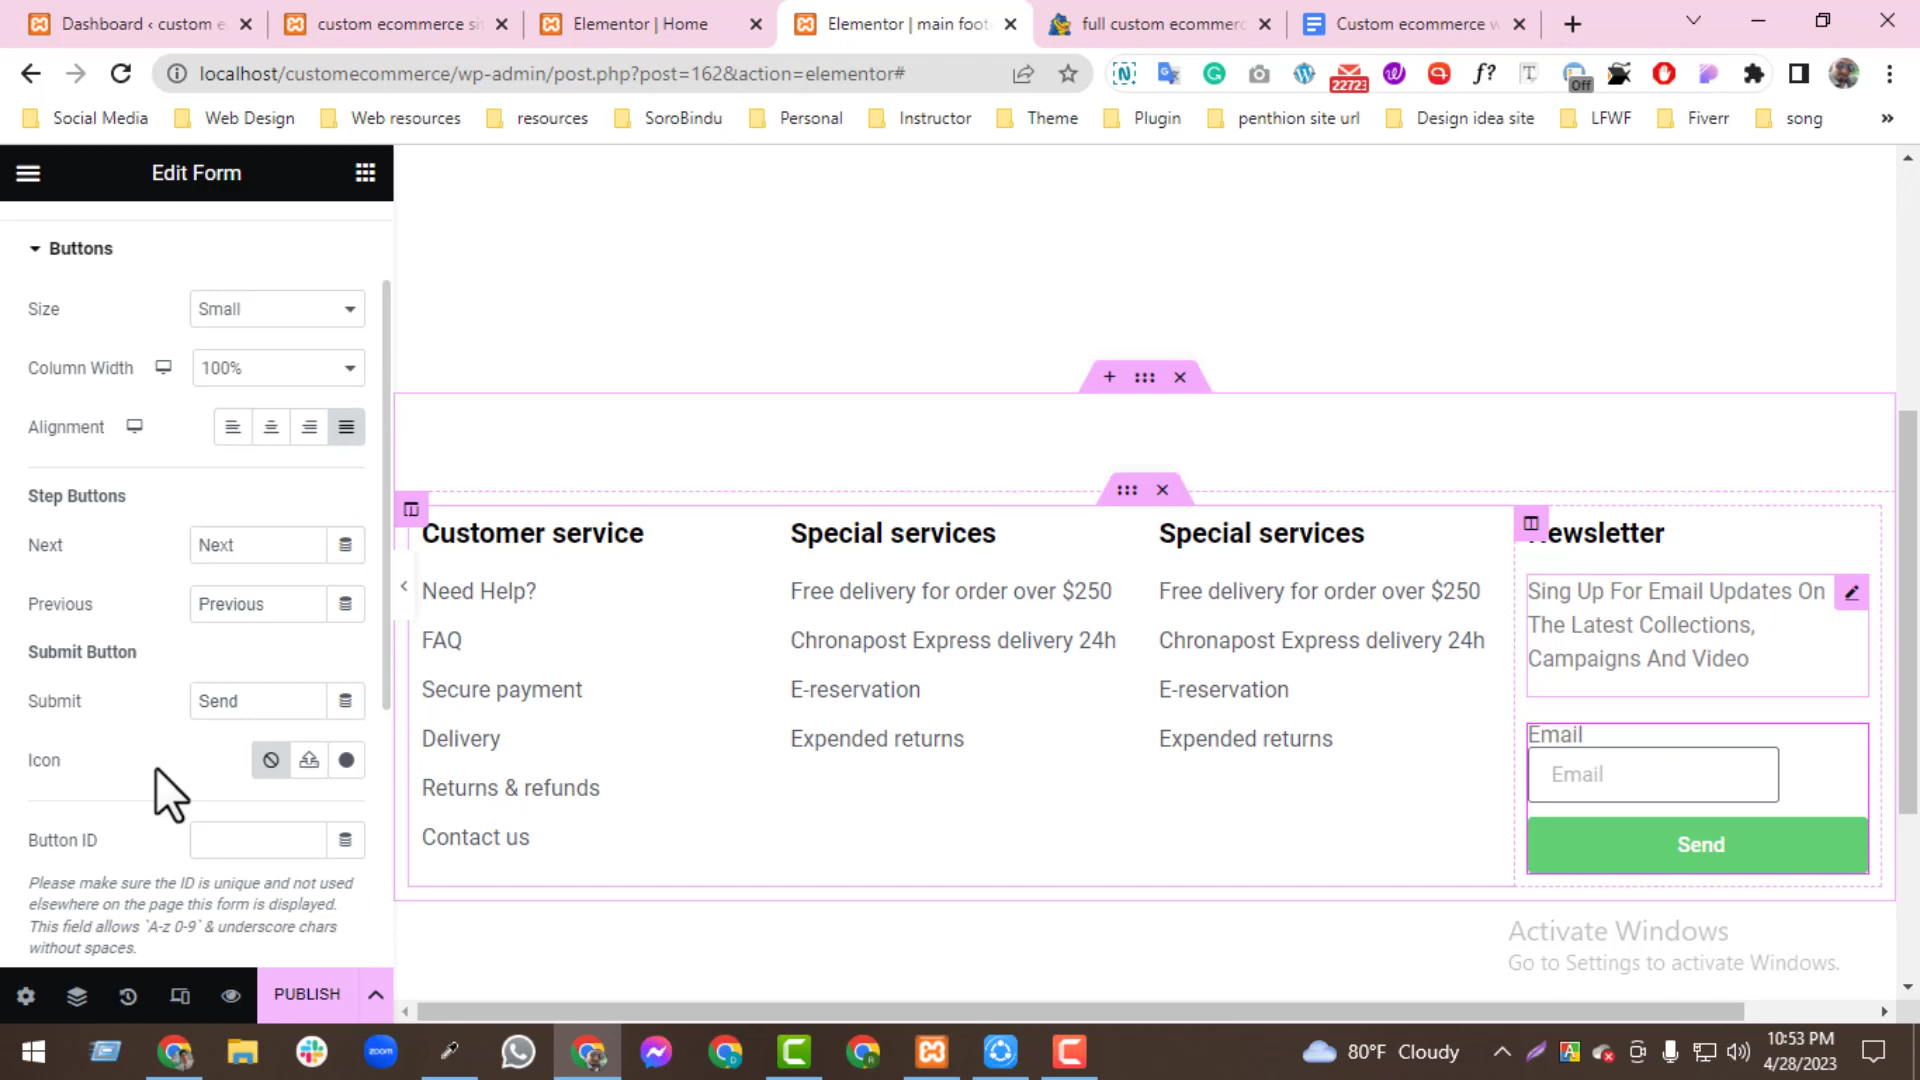 Dashboard ‹ custom e
custom ecommerce si
Elementor | Home
Elementor | main foot
full custom ecommerc
Custom ecommerce w
localhost/customecommerce/wp-admin/post.php?post=162&action=elementor#
22723
Off
Social Media
Web Design
Web resources
resources
SoroBindu
Personal
Instructor
Theme
Plugin
penthion site url
Design idea site
LFWF
Fiverr
song
Edit Form
Buttons
Size
Small
Column Width
100%
Alignment
Step Buttons
Next
Next
Previous
Previous
Submit Button
Submit
Send
Icon
Button ID
Please make sure the ID is unique and not used
elsewhere on the page this form is displayed.
This field allows `A-z 0-9` & underscore chars
without spaces.
PUBLISH
Customer service
Need Help?
FAQ
Secure payment
Delivery
Returns & refunds
Contact us
Special services
Free delivery for order over $250
Chronapost Express delivery 24h
E-reservation
Expended returns
Special services
Free delivery for order over $250
Chronapost Express delivery 24h
E-reservation
Expended returns
ewsletter
Sing Up For Email Updates On
The Latest Collections,
Campaigns And Video
Email
Email
Send
Activate Windows
Go to Settings to activate Windows.
zoom
80°F Cloudy
10:53 PM
4/28/2023